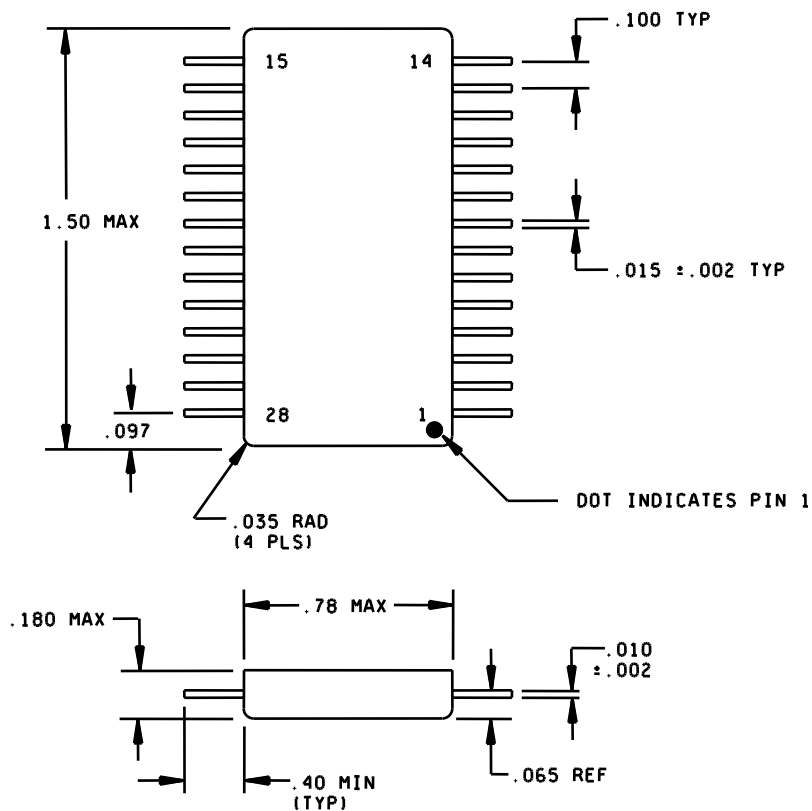 .100 TYP
15 14
1.50 MAX
.015 ±.002 TYP
28 1
.097
DOT INDICATES PIN 1
.035 RAD
(4 PLS)
.78 MAX
.180 MAX
.010
±.002
.065 REF
.40 MIN
(TYP)